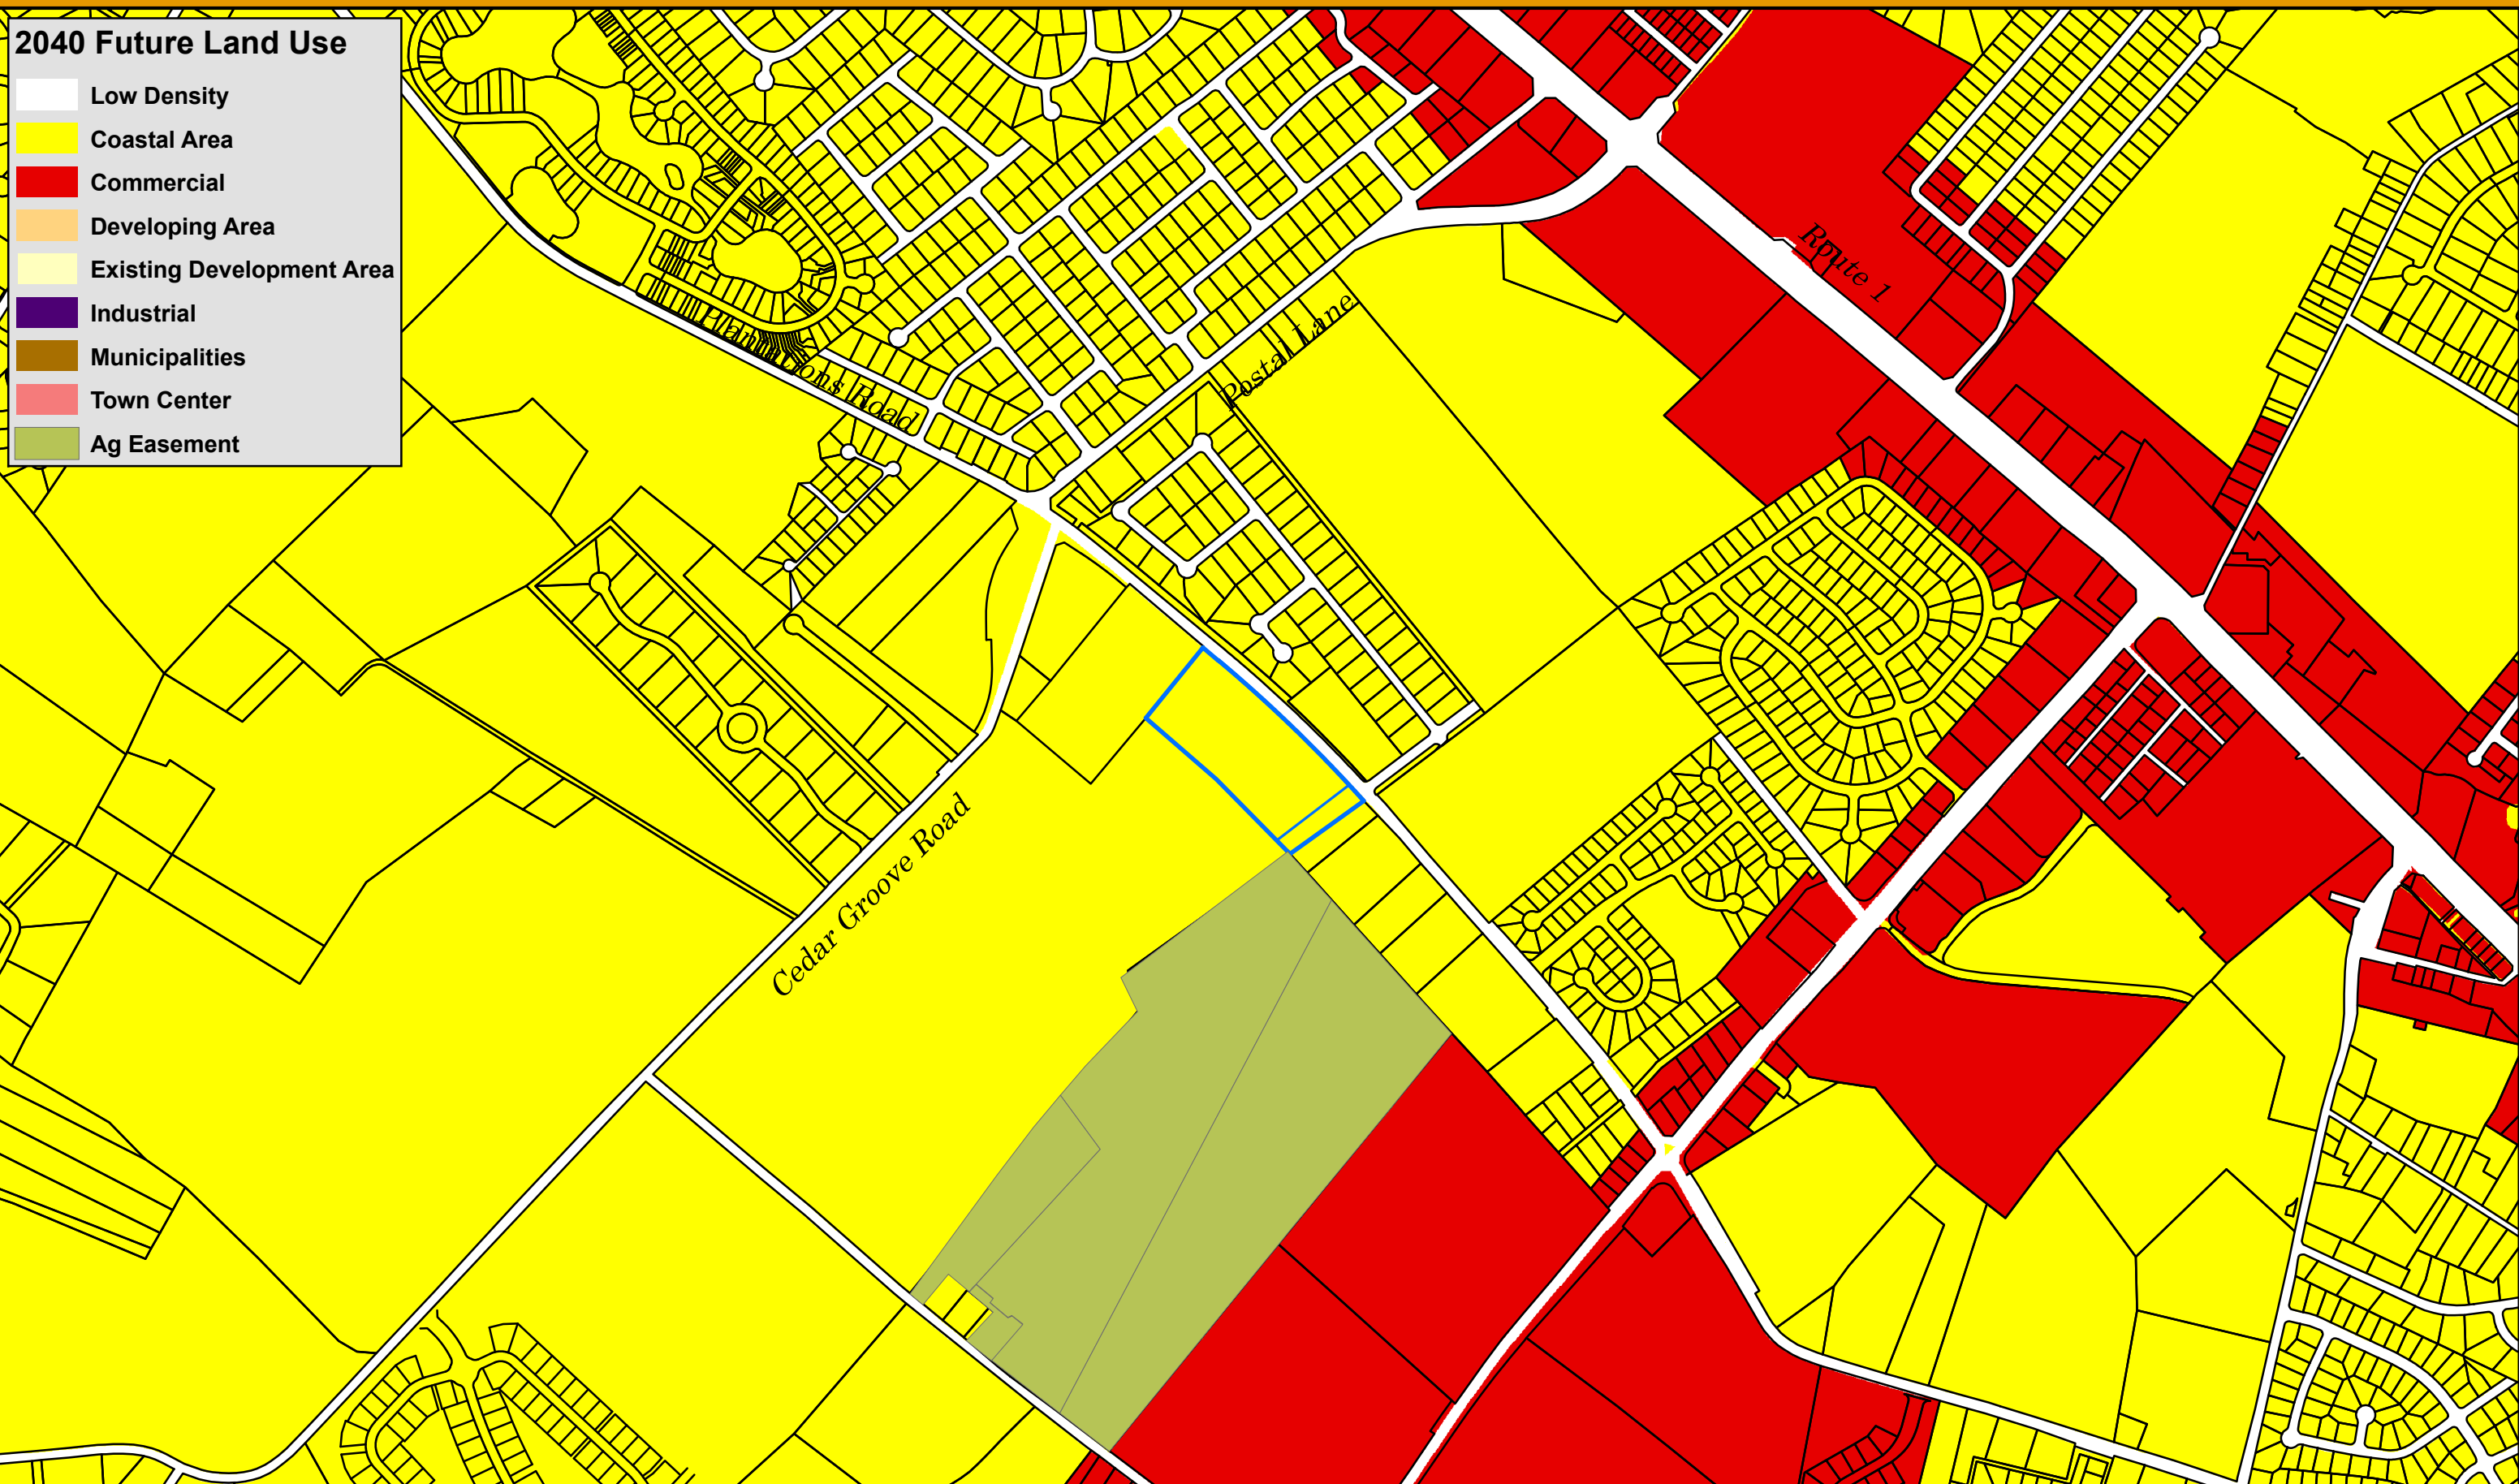 2040 Future Land Use
Low Density
Coastal Area
Commercial
Developing Area
Existing Development Area
Industrial
Municipalities
Town Center
Ag Easement
Route 1
Plantations Road
Postal Lane
Cedar Groove Road